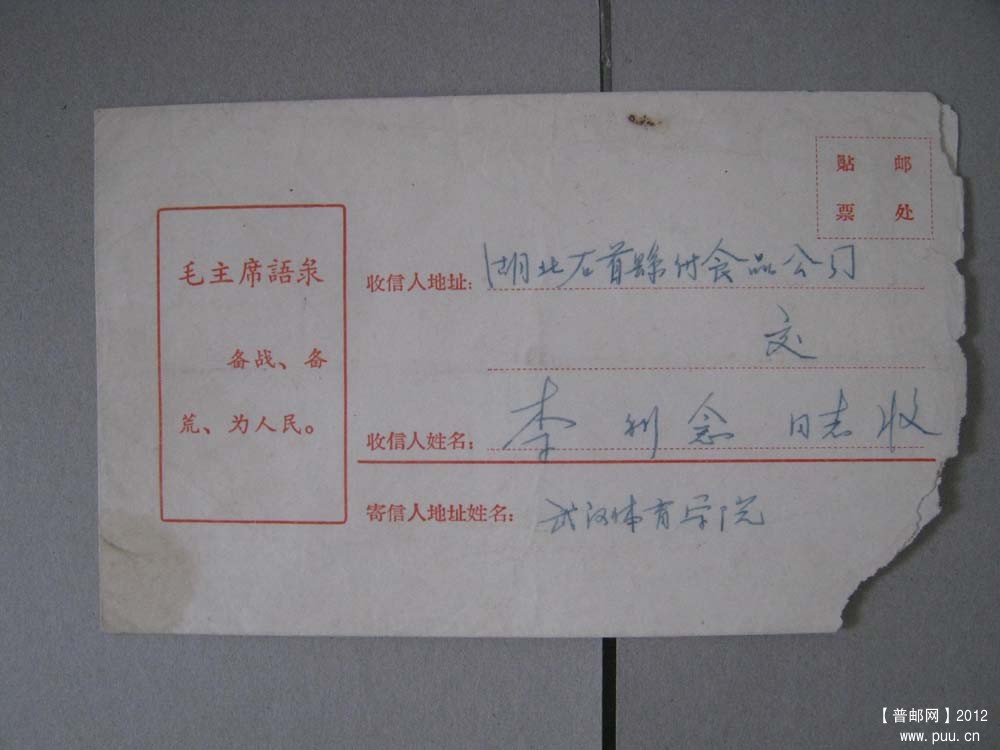 贴 邮
票 处
毛主席語录
备战、备
荒、为人民。
收信人地址: 湖北石首縣付食品公司
交
收信人姓名: 李利念 同志收
寄信人地址姓名: 武汉体育学院
【普邮网】2012
www.puu.cn